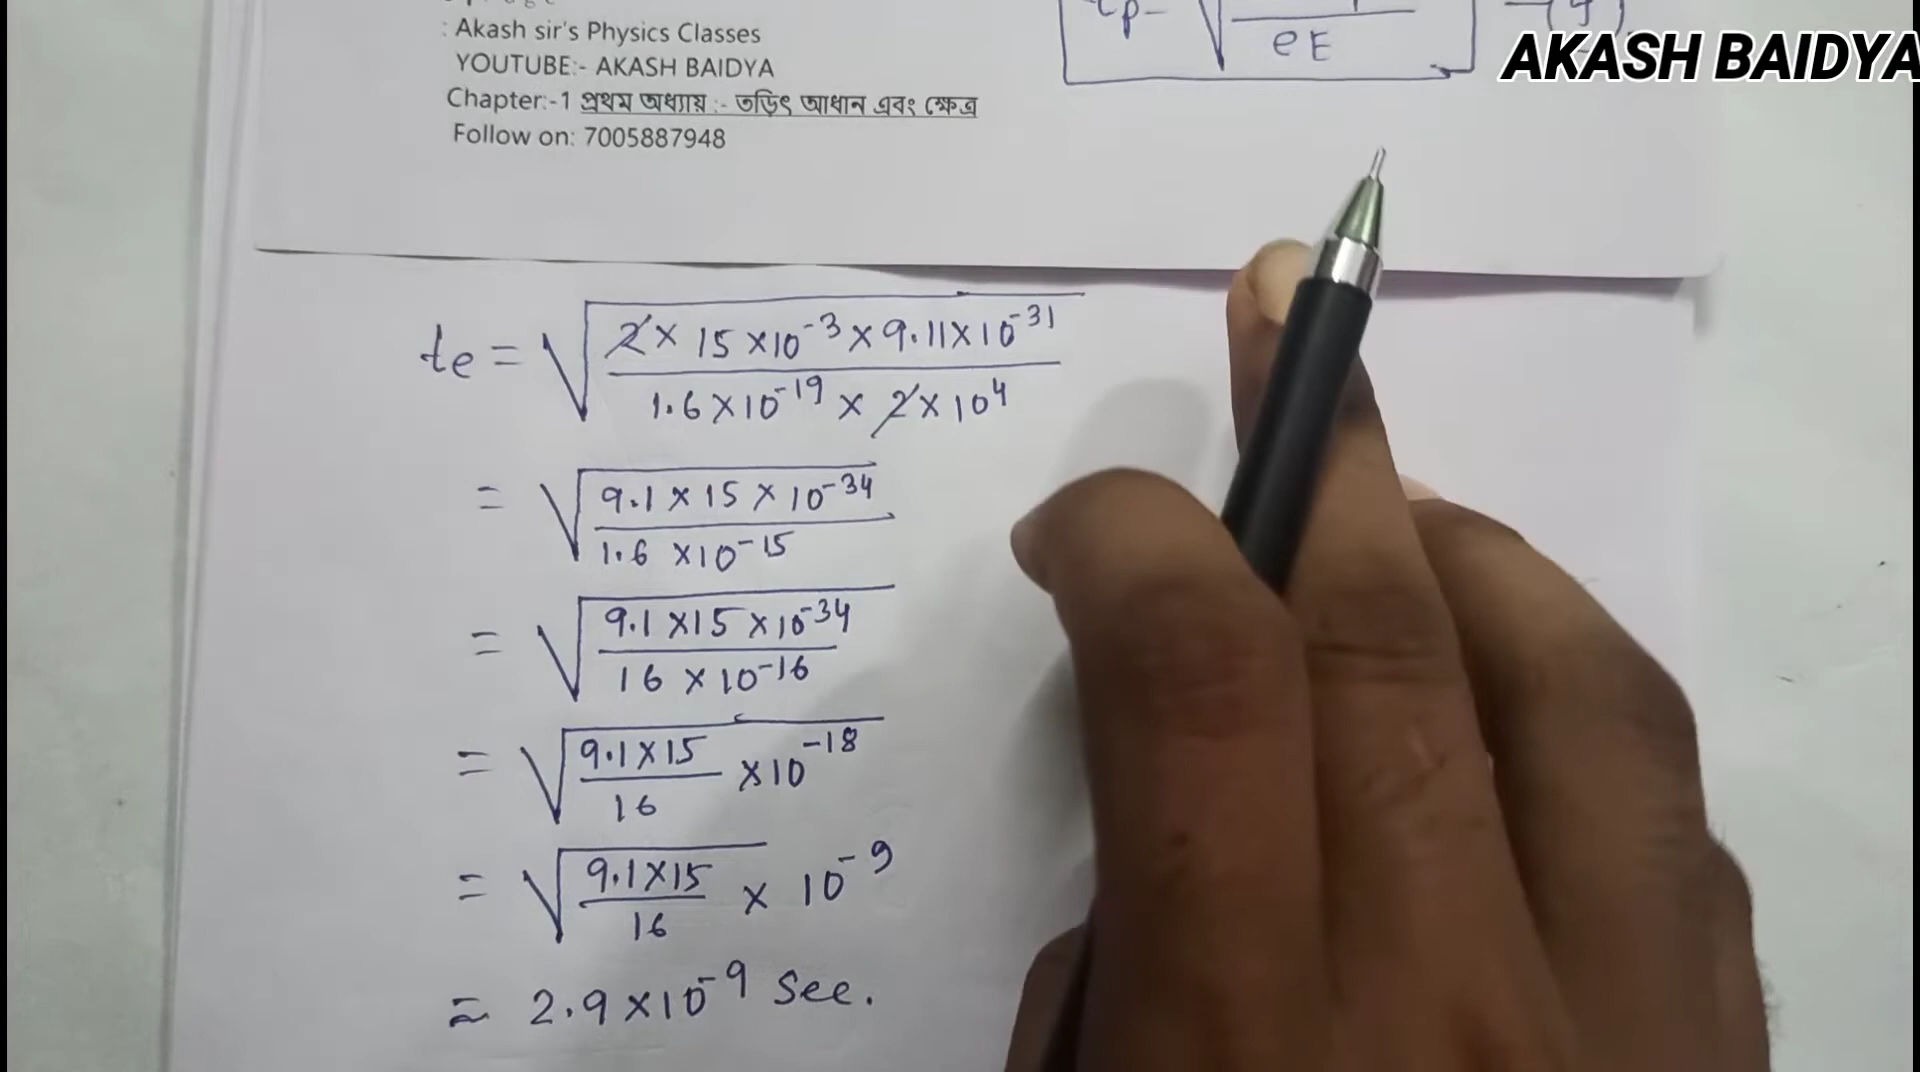 : Akash sir's Physics Classes
YOUTUBE:- AKASH BAIDYA
Chapter:-1 প্রথম অধ্যায় :- তড়িৎ আধান এবং ক্ষেত্র
Follow on: 7005887948
eE
AKASH BAIDYA
te = √(2 × 15 × 10⁻³ × 9.11 × 10⁻³¹ / 1.6 × 10⁻¹⁹ × 2 × 10⁴)
= √(9.1 × 15 × 10⁻³⁴ / 1.6 × 10⁻¹⁵)
= √(9.1 × 15 × 10⁻³⁴ / 16 × 10⁻¹⁶)
= √(9.1 × 15 / 16 × 10⁻¹⁸)
= √(9.1 × 15 / 16) × 10⁻⁹
≈ 2.9 × 10⁻⁹ See.